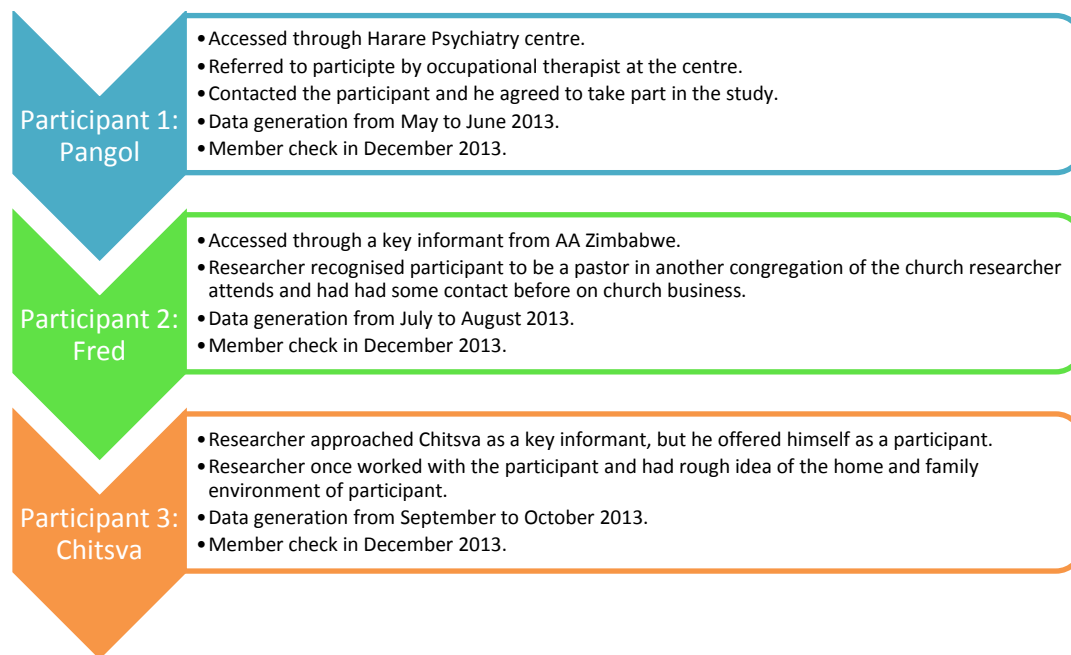 Participant 1:
Pangol
•Accessed through Harare Psychiatry centre.
•Referred to participte by occupational therapist at the centre.
•Contacted the participant and he agreed to take part in the study.
•Data generation from May to June 2013.
•Member check in December 2013.
Participant 2:
Fred
•Accessed through a key informant from AA Zimbabwe.
•Researcher recognised participant to be a pastor in another congregation of the church researcher
attends and had had some contact before on church business.
•Data generation from July to August 2013.
•Member check in December 2013.
Participant 3:
Chitsva
•Researcher approached Chitsva as a key informant, but he offered himself as a participant.
•Researcher once worked with the participant and had rough idea of the home and family
environment of participant.
•Data generation from September to October 2013.
•Member check in December 2013.